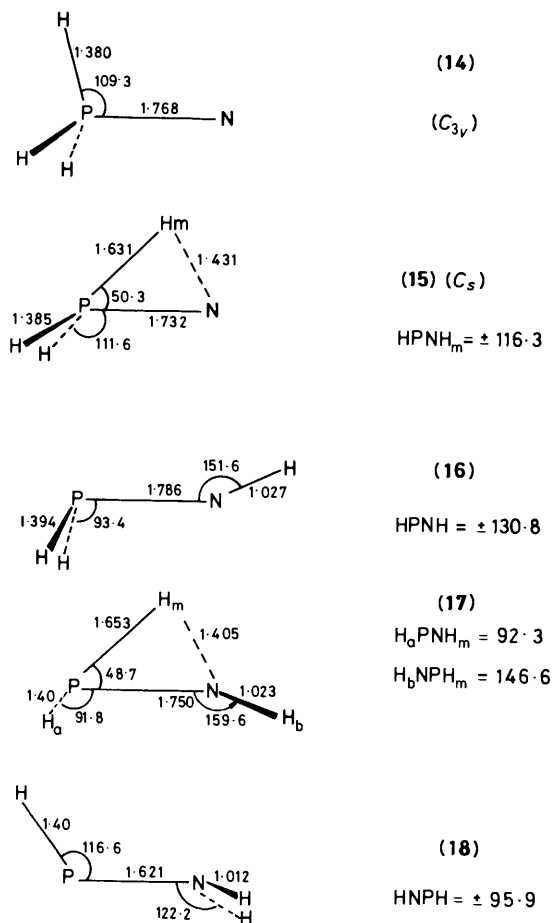 H
1·380
109·3
P
1·768
N
H
H
(14)
(C3v)
Hm
1·631
1·431
50·3
P
N
1·385
1·732
H
H
111·6
(15) (Cs)
HPNHm = ± 116·3
151·6
H
1·786
P
N
1·027
1·394
93·4
H
H
(16)
HPNH = ± 130·8
Hm
1·653
1·405
48·7
P
N
1·023
1·40
1·750
Ha
91·8
159·6
Hb
(17)
HaPNHm = 92·3
HbNPHm = 146·6
H
1·40
116·6
1·621
1·012
P
N
H
H
122·2
(18)
HNPH = ± 95·9